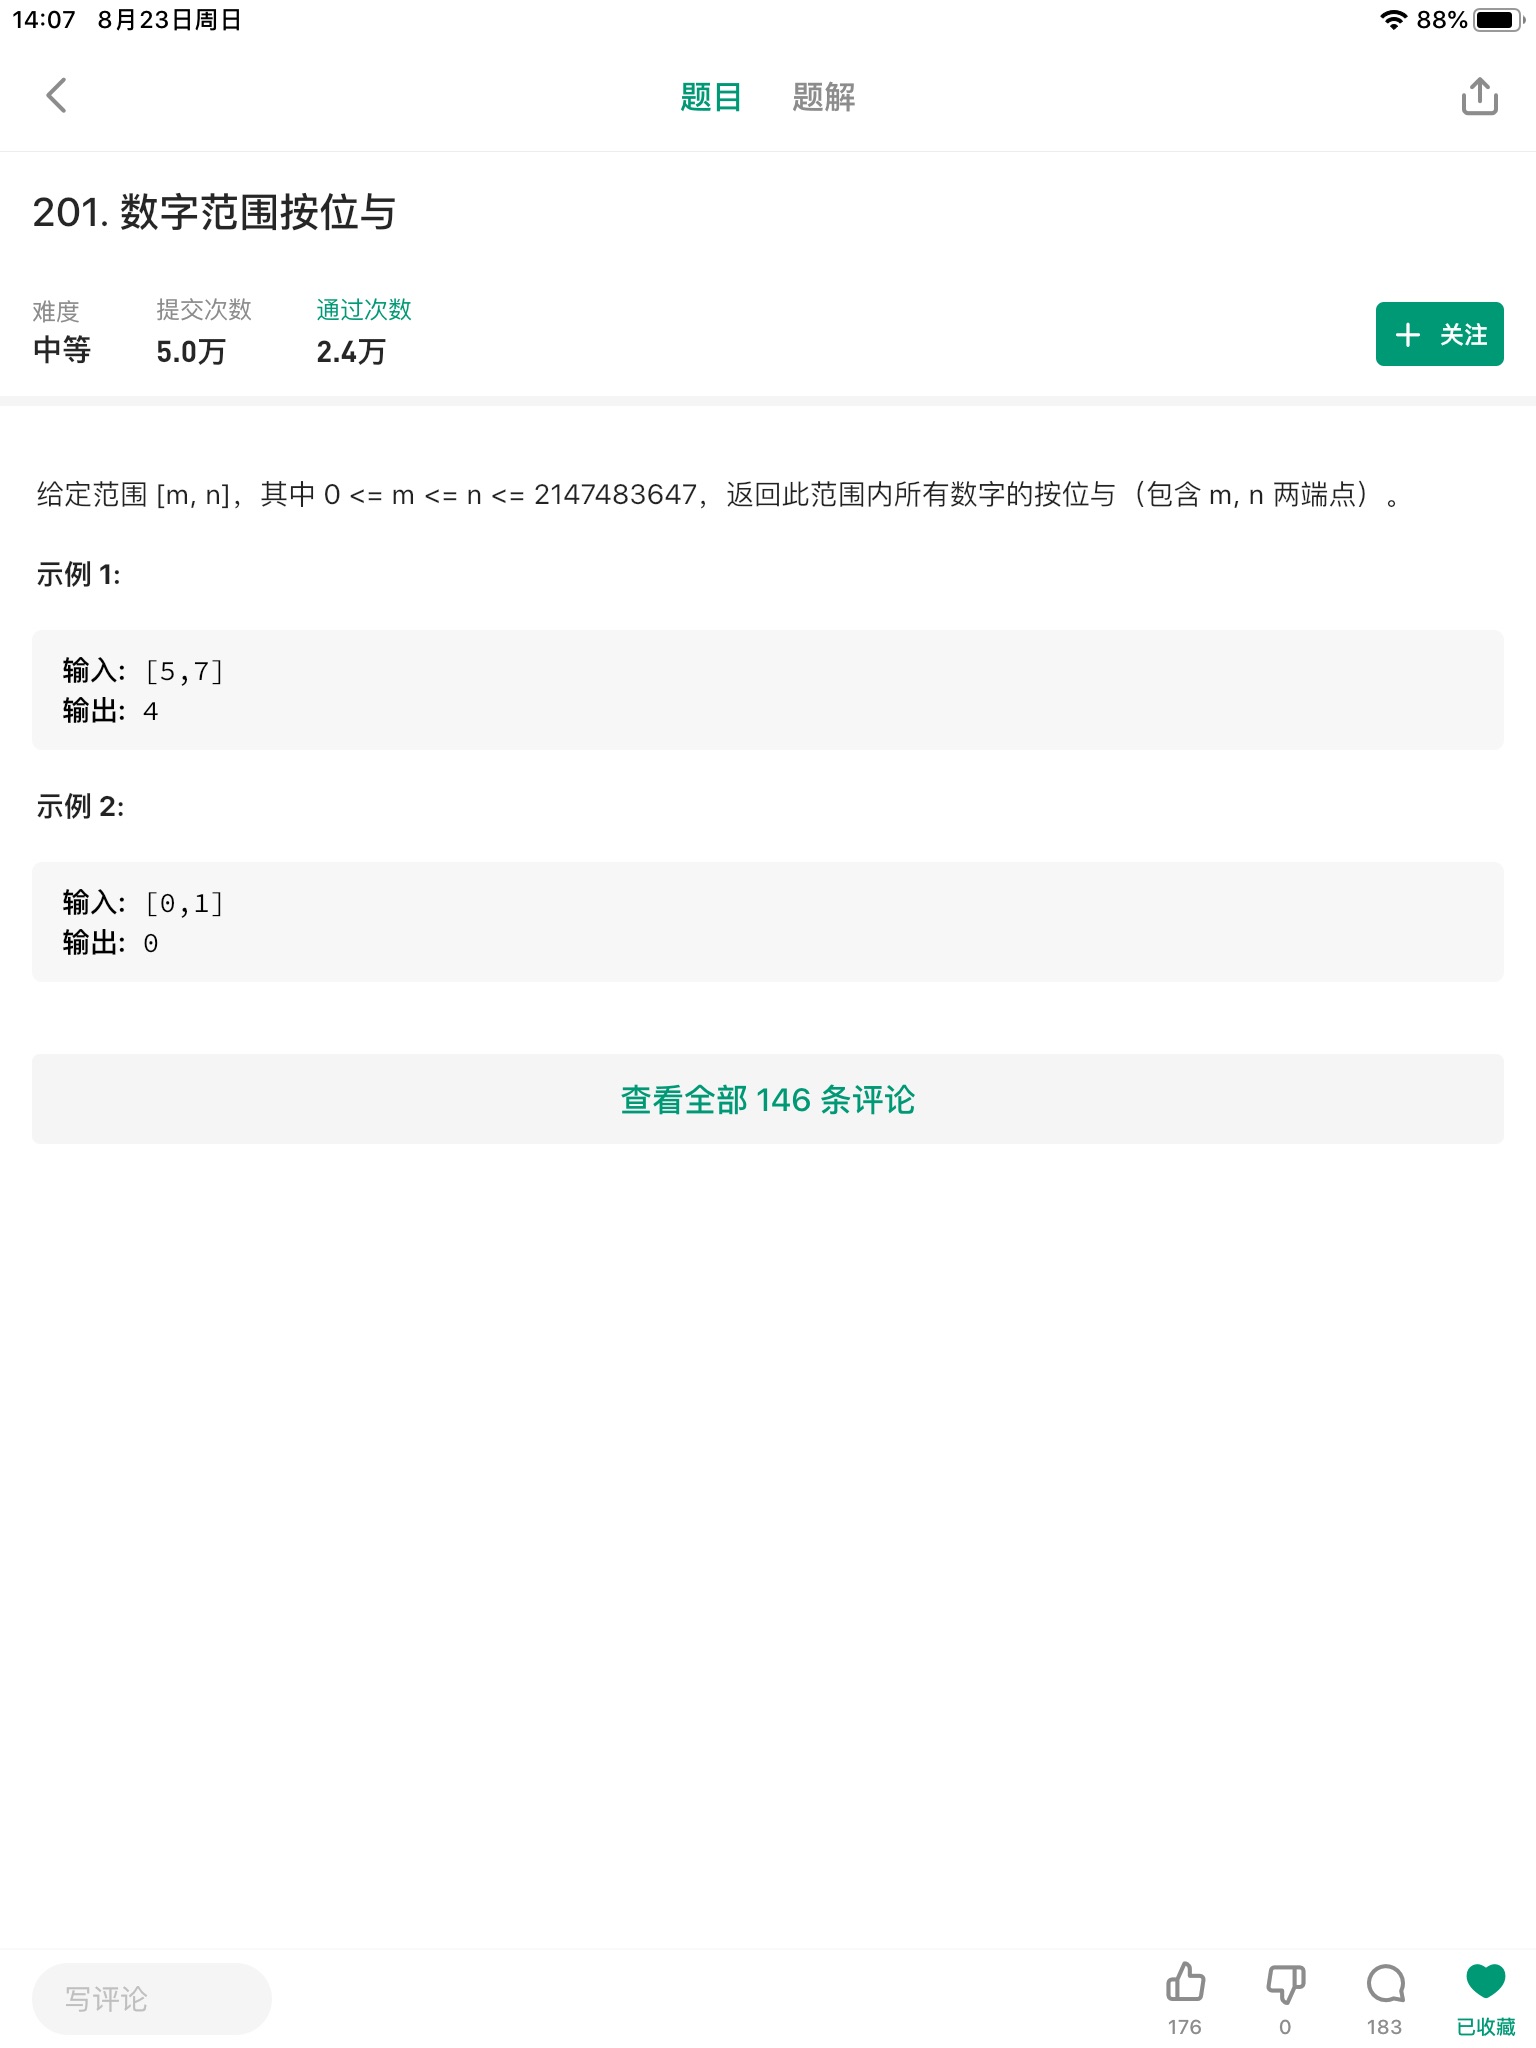 14:07 8月23日周日 88%
题目 题解
201. 数字范围按位与
难度 提交次数 通过次数
中等 5.0万 2.4万 关注
给定范围 [m, n]，其中 0 <= m <= n <= 2147483647，返回此范围内所有数字的按位与（包含 m, n 两端点）。
示例 1:
输入: [5,7]
输出: 4
示例 2:
输入: [0,1]
输出: 0
查看全部 146 条评论
写评论
176 0 183 已收藏